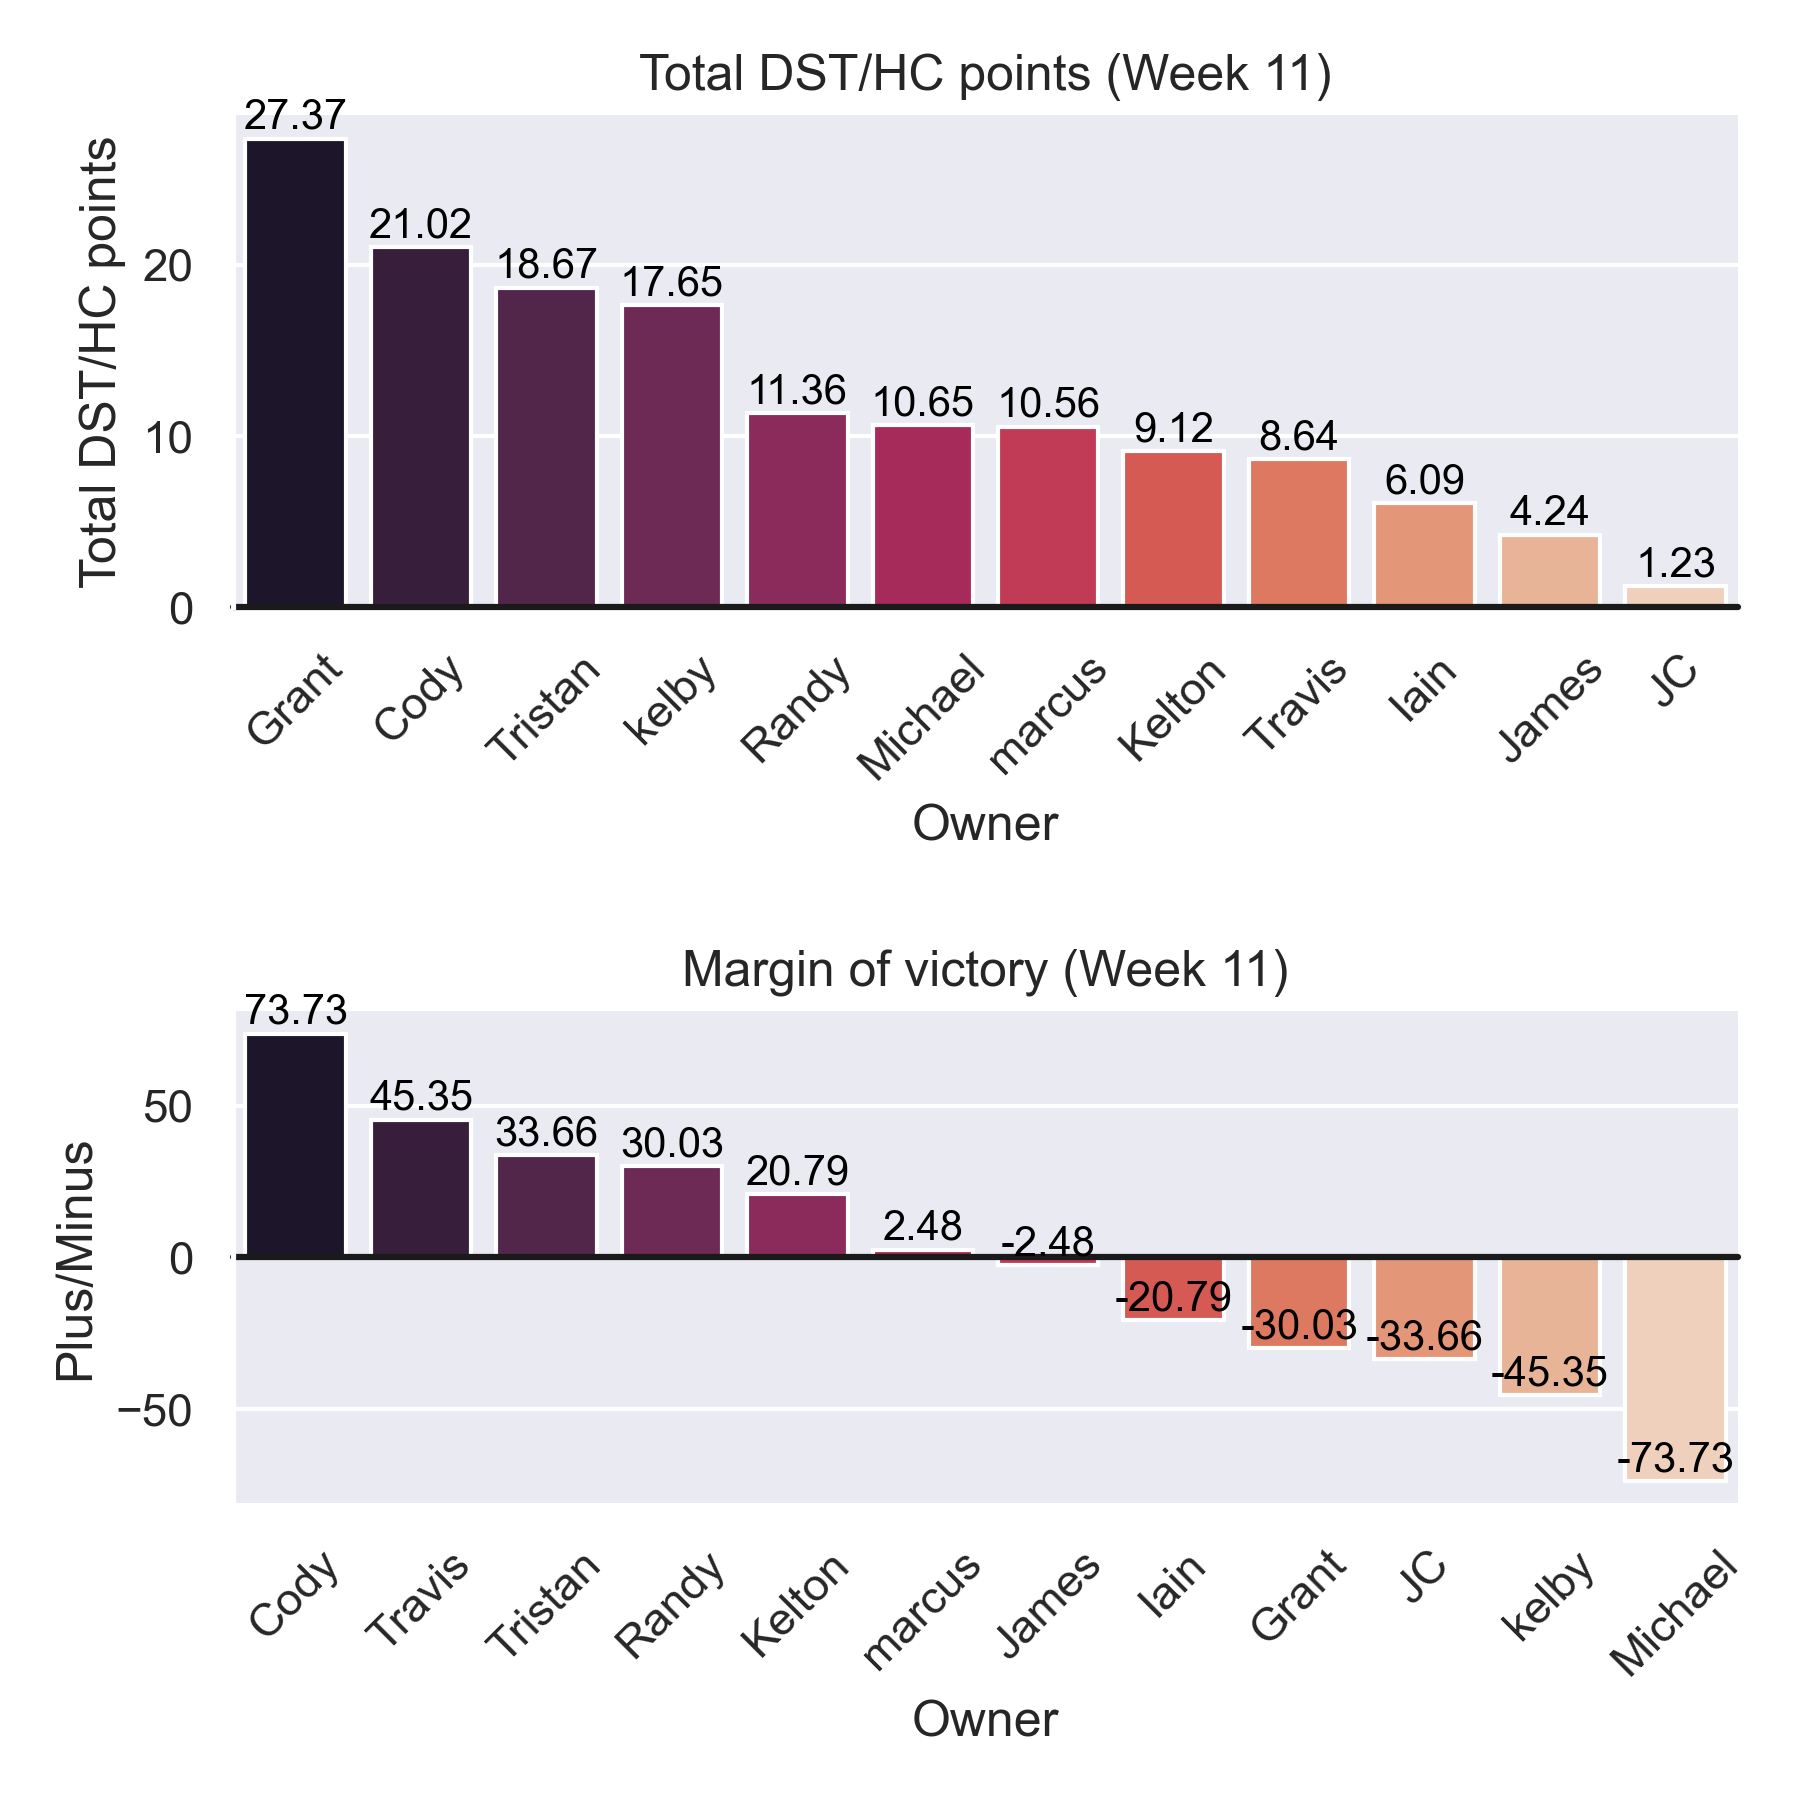 Total DST/HC points (Week 11)
Total DST/HC points
20
10
0
27.37
21.02
18.67
17.65
11.36
10.65
10.56
9.12
8.64
6.09
4.24
1.23
Grant
Cody
Tristan
kelby
Randy
Michael
marcus
Kelton
Travis
Iain
James
JC
Owner
Margin of victory (Week 11)
Plus/Minus
50
0
−50
73.73
45.35
33.66
30.03
20.79
2.48
-2.48
-20.79
-30.03
-33.66
-45.35
-73.73
Cody
Travis
Tristan
Randy
Kelton
marcus
James
Iain
Grant
JC
kelby
Michael
Owner